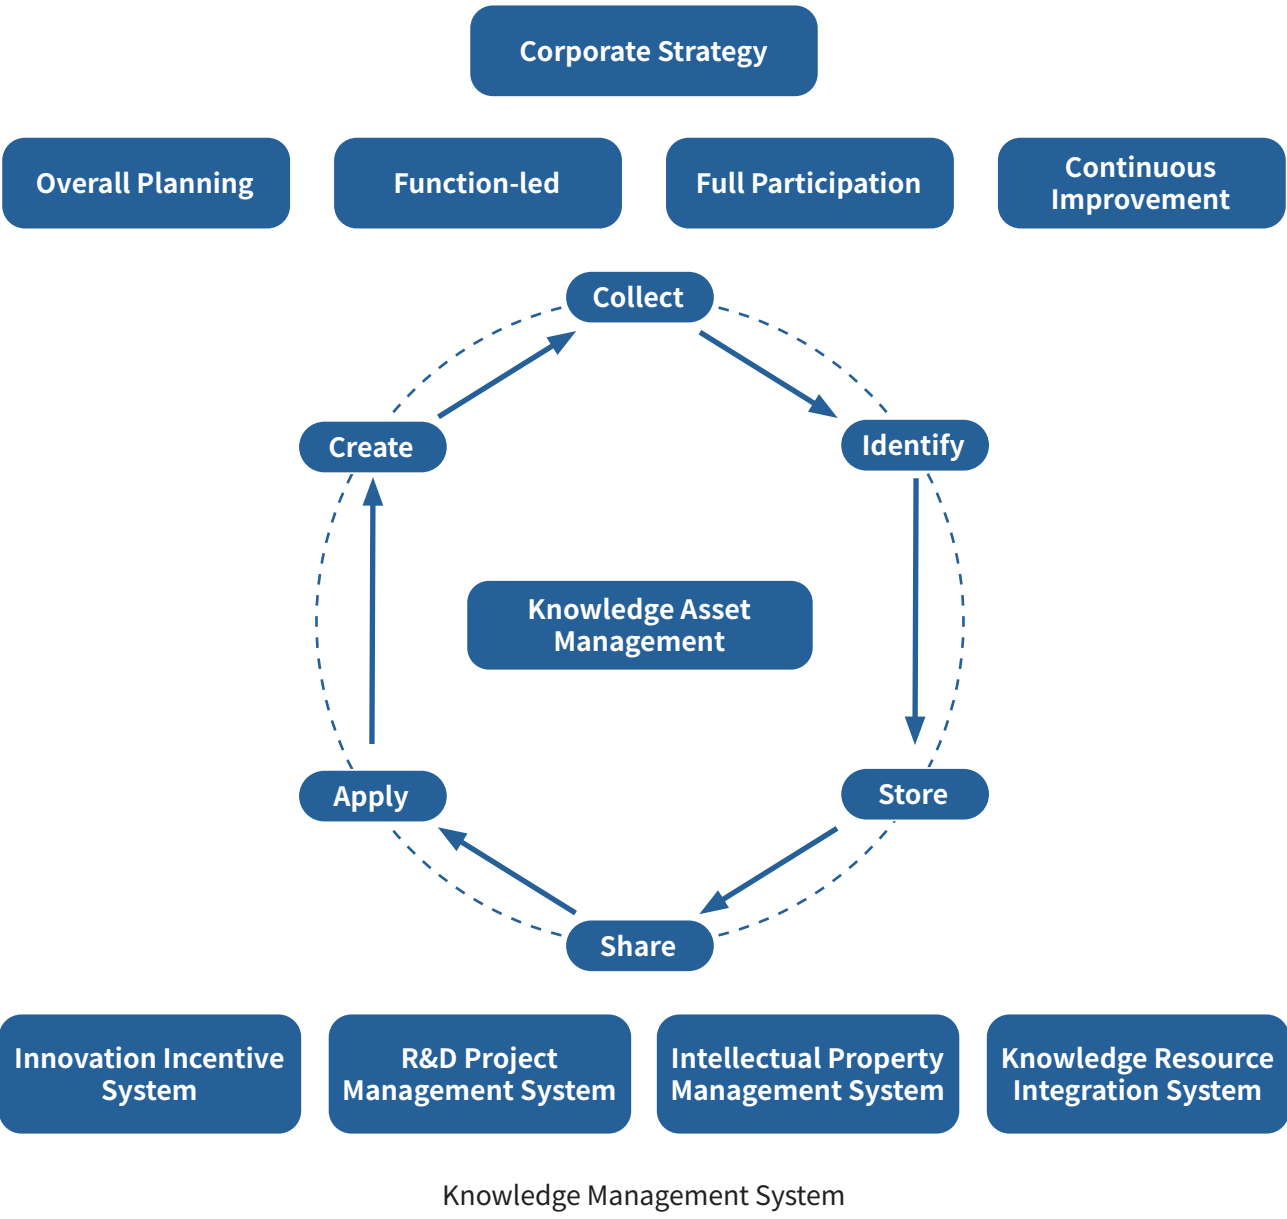 Corporate Strategy
Overall Planning
Function-led
Full Participation
Continuous
Improvement
Collect
Create
Identify
Knowledge Asset
Management
Apply
Store
Share
Innovation Incentive
System
R&D Project
Management System
Intellectual Property
Management System
Knowledge Resource
Integration System
Knowledge Management System